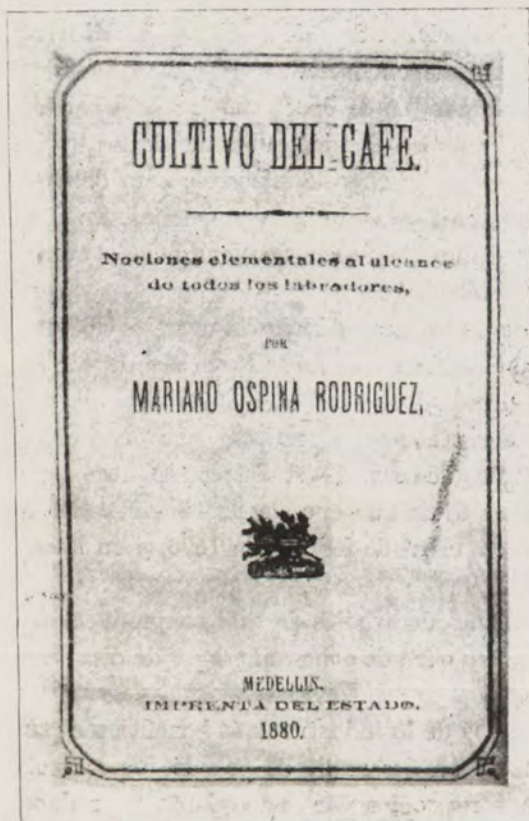 CULTIVO DEL CAFE.
Nociones elementales al alcance
de todos los labradores,
POR
MARIANO OSPINA RODRIGUEZ.
MEDELLIN.
IMPRENTA DEL ESTADO.
1880.